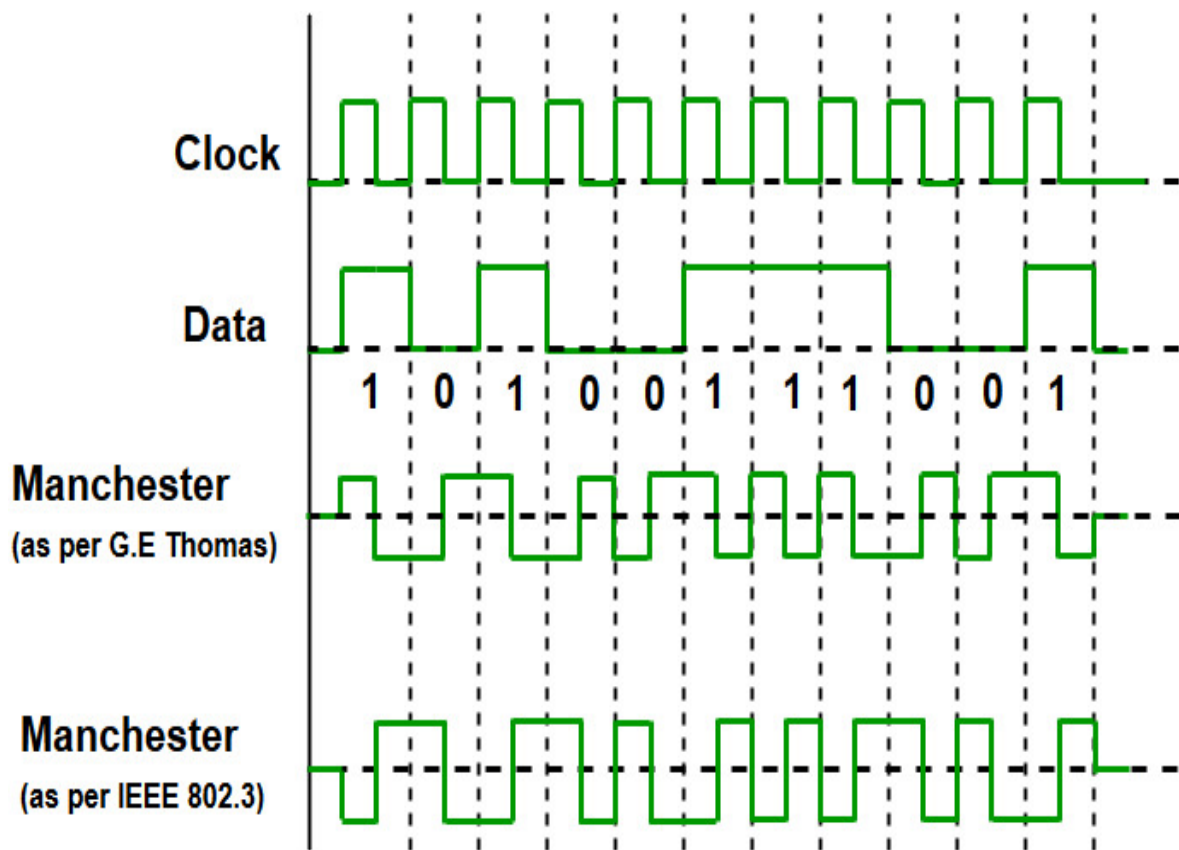 Clock
Data
1 0 1 0 0 1 1 1 0 0 1
Manchester
(as per G.E Thomas)
Manchester
(as per IEEE 802.3)